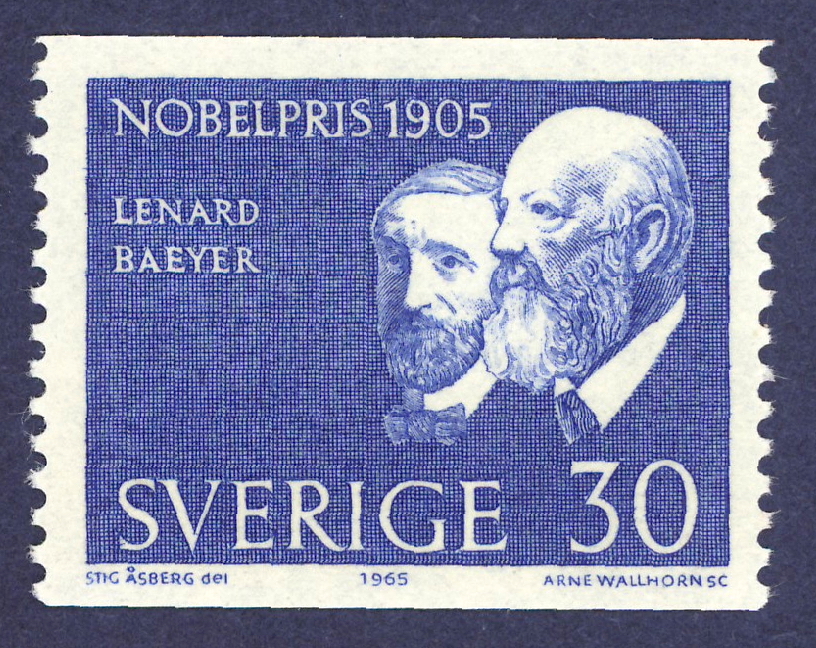 NOBELPRIS 1905
LENARD
BAEYER
SVERIGE 30
STIG ÅSBERG del 1965 ARNE WALLHORN SC